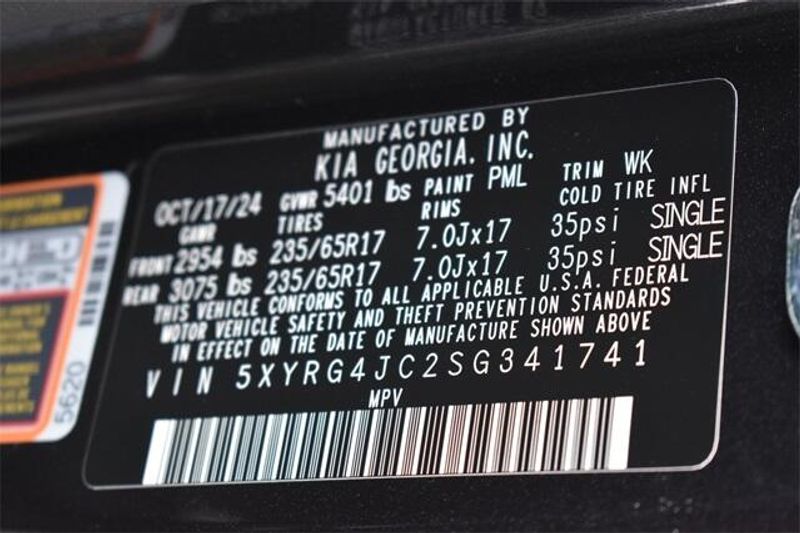 MANUFACTURED BY
KIA GEORGIA. INC.
OCT/17/24 GVWR 5401 lbs PAINT PML TRIM WK
GAWR TIRES RIMS COLD TIRE INFL
FRONT 2954 lbs 235/65R17 7.0Jx17 35psi SINGLE
REAR 3075 lbs 235/65R17 7.0Jx17 35psi SINGLE
THIS VEHICLE CONFORMS TO ALL APPLICABLE U.S.A. FEDERAL
MOTOR VEHICLE SAFETY AND THEFT PREVENTION STANDARDS
IN EFFECT ON THE DATE OF MANUFACTURE SHOWN ABOVE
VIN 5XYRG4JC2SG341741
MPV
5620